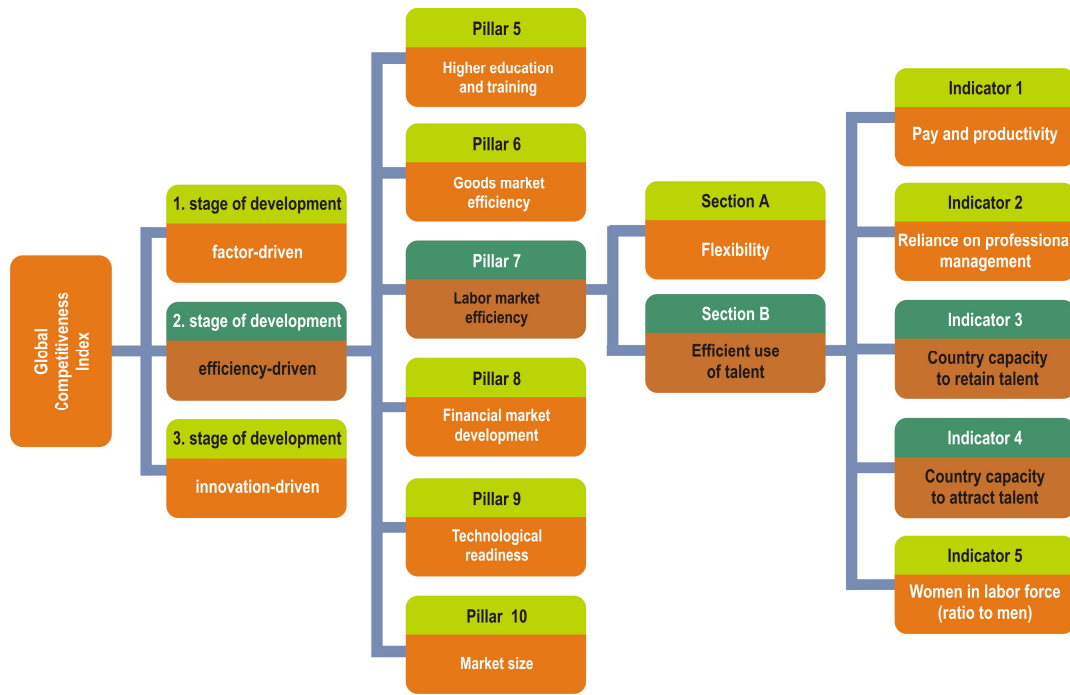 Global
Competitiveness
Index
1. stage of development
factor-driven
2. stage of development
efficiency-driven
3. stage of development
innovation-driven
Pillar 5
Higher education
and training
Pillar 6
Goods market
efficiency
Pillar 7
Labor market
efficiency
Pillar 8
Financial market
development
Pillar 9
Technological
readiness
Pillar 10
Market size
Section A
Flexibility
Section B
Efficient use
of talent
Indicator 1
Pay and productivity
Indicator 2
Reliance on professiona
management
Indicator 3
Country capacity
to retain talent
Indicator 4
Country capacity
to attract talent
Indicator 5
Women in labor force
(ratio to men)